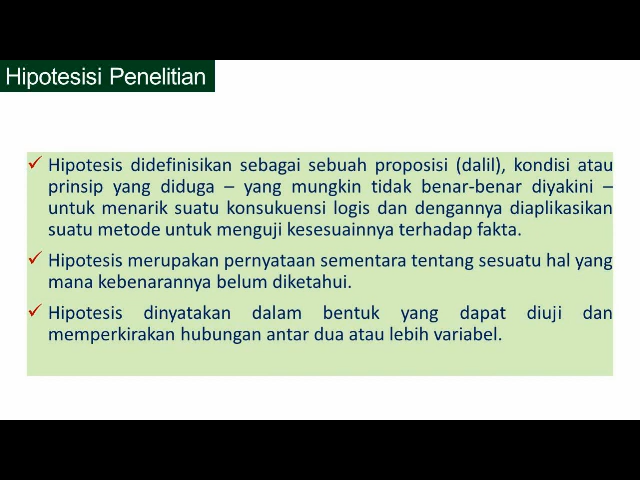 Hipotesisi Penelitian
✓ Hipotesis didefinisikan sebagai sebuah proposisi (dalil), kondisi atau
prinsip yang diduga – yang mungkin tidak benar-benar diyakini –
untuk menarik suatu konsukuensi logis dan dengannya diaplikasikan
suatu metode untuk menguji kesesuainnya terhadap fakta.
✓ Hipotesis merupakan pernyataan sementara tentang sesuatu hal yang
mana kebenarannya belum diketahui.
✓ Hipotesis dinyatakan dalam bentuk yang dapat diuji dan
memperkirakan hubungan antar dua atau lebih variabel.